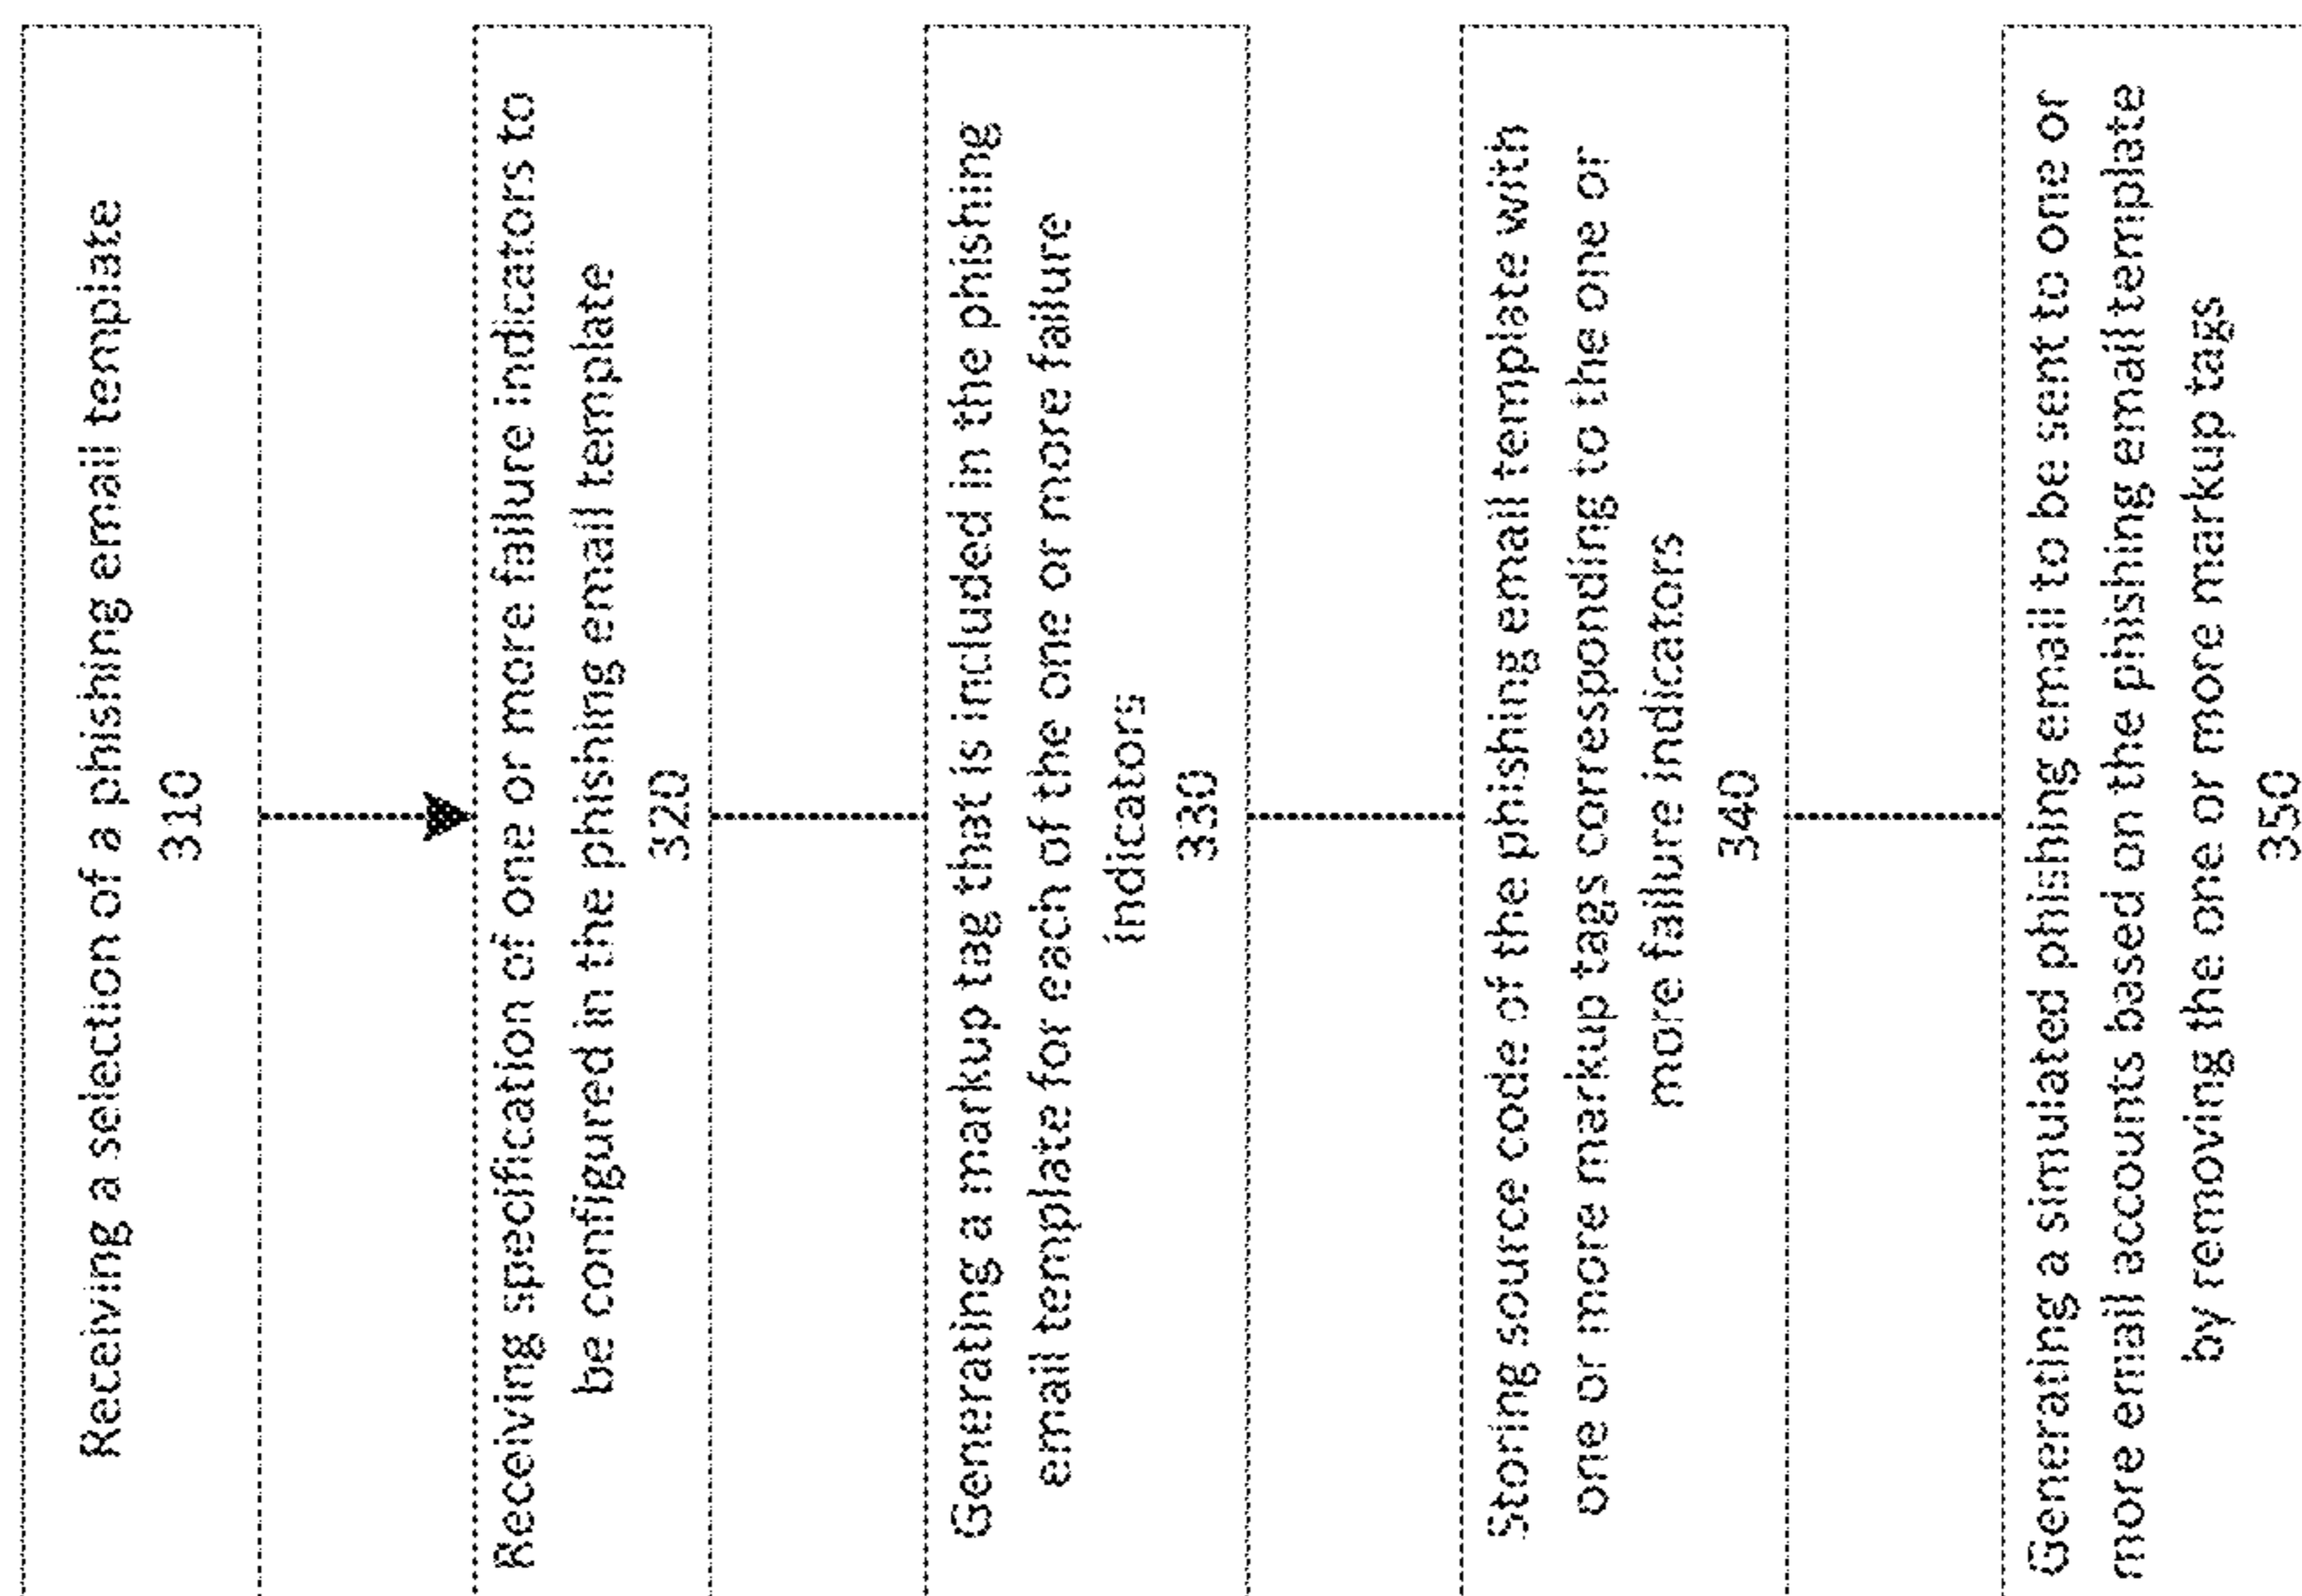 Receiving a selection of a phishing email template
310
Receiving specification of one or more failure indicators to
be configured in the phishing email template
320
Generating a markup tag that is included in the phishing
email template for each of the one or more failure
indicators
330
Storing source code of the phishing email template with
one or more markup tags corresponding to the one or
more failure indicators
340
Generating a simulated phishing email to be sent to one or
more email accounts based on the phishing email template
by removing the one or more markup tags
350